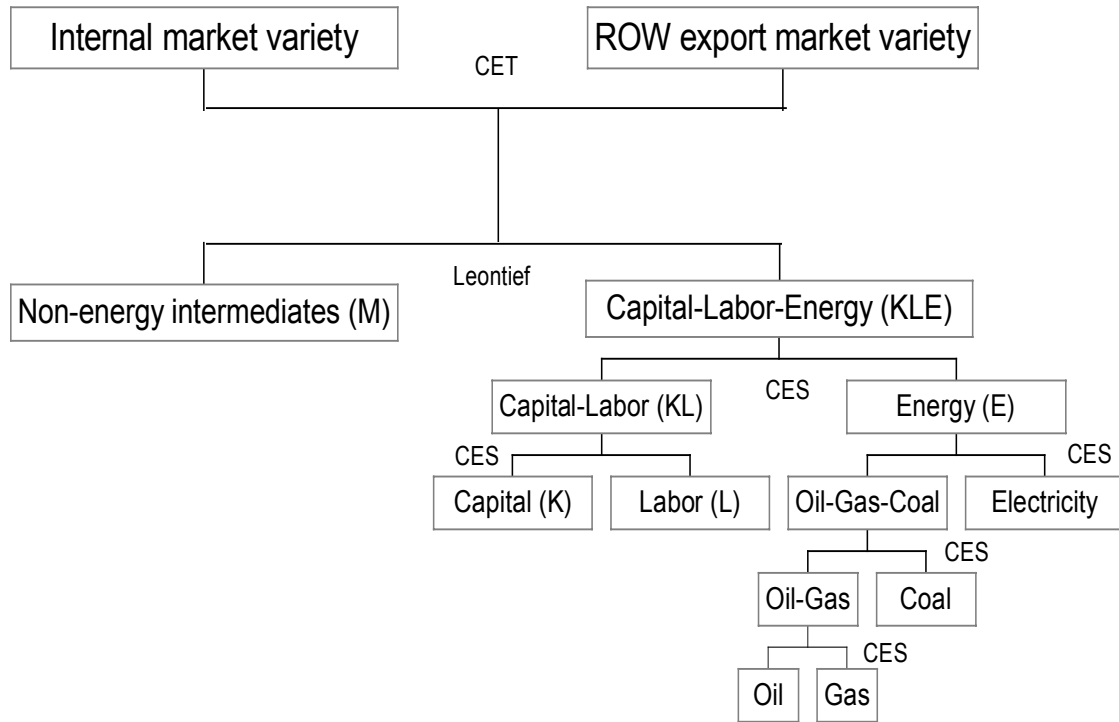 Internal market variety
ROW export market variety
CET
Leontief
Non-energy intermediates (M)
Capital-Labor-Energy (KLE)
CES
Capital-Labor (KL)
Energy (E)
CES
CES
Capital (K)
Labor (L)
Oil-Gas-Coal
Electricity
CES
Oil-Gas
Coal
CES
Oil
Gas